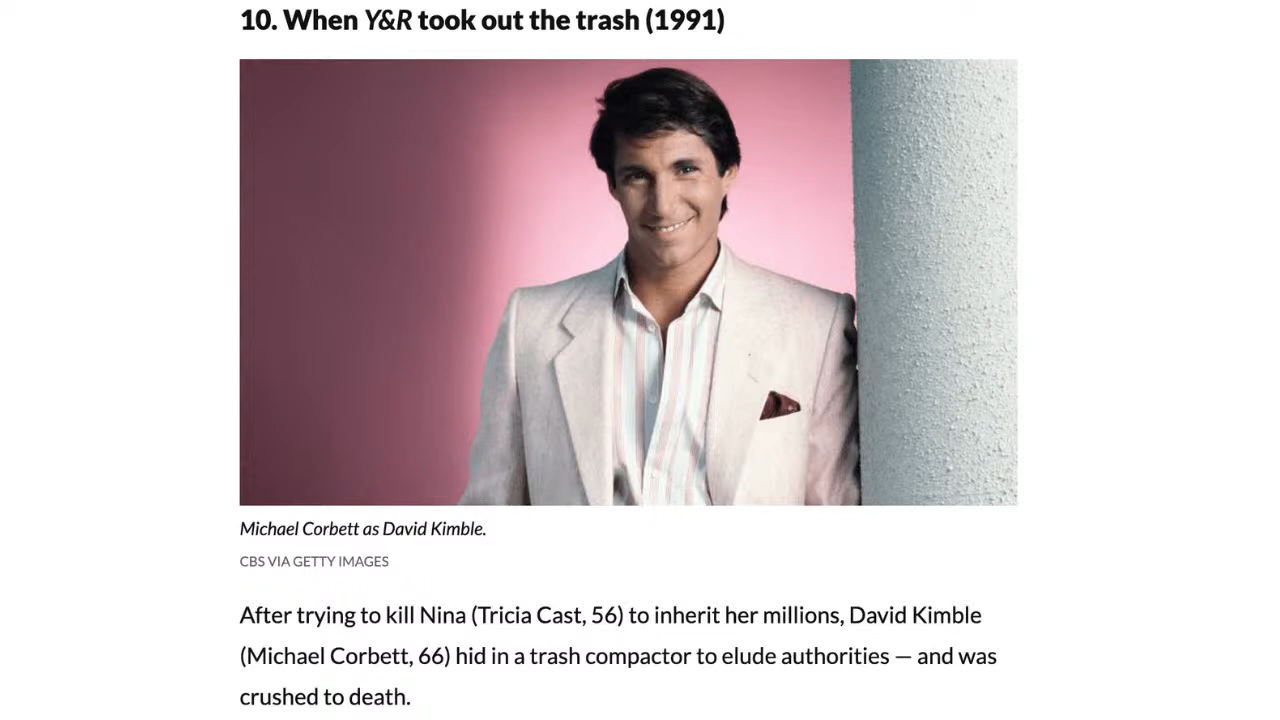 10. When Y&R took out the trash (1991)
Michael Corbett as David Kimble.
CBS VIA GETTY IMAGES
After trying to kill Nina (Tricia Cast, 56) to inherit her millions, David Kimble
(Michael Corbett, 66) hid in a trash compactor to elude authorities — and was
crushed to death.